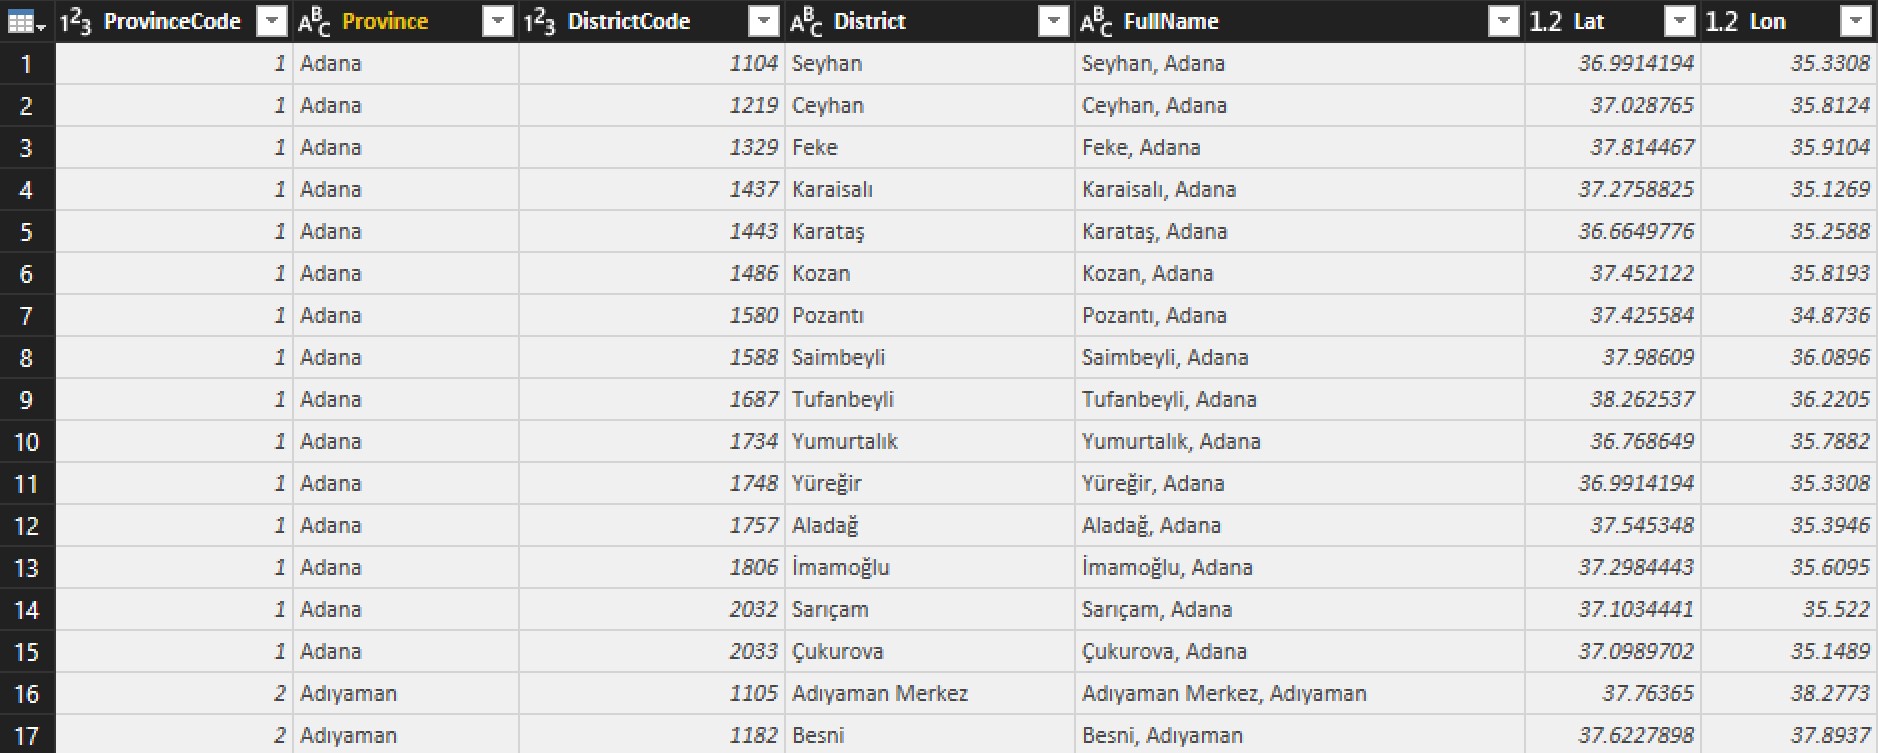 1²3 ProvinceCode ABC Province 1²3 DistrictCode ABC District ABC FullName 1.2 Lat 1.2 Lon
1 1 Adana 1104 Seyhan Seyhan, Adana 36.9914194 35.3308
2 1 Adana 1219 Ceyhan Ceyhan, Adana 37.028765 35.8124
3 1 Adana 1329 Feke Feke, Adana 37.814467 35.9104
4 1 Adana 1437 Karaisalı Karaisalı, Adana 37.2758825 35.1269
5 1 Adana 1443 Karataş Karataş, Adana 36.6649776 35.2588
6 1 Adana 1486 Kozan Kozan, Adana 37.452122 35.8193
7 1 Adana 1580 Pozantı Pozantı, Adana 37.425584 34.8736
8 1 Adana 1588 Saimbeyli Saimbeyli, Adana 37.98609 36.0896
9 1 Adana 1687 Tufanbeyli Tufanbeyli, Adana 38.262537 36.2205
10 1 Adana 1734 Yumurtalık Yumurtalık, Adana 36.768649 35.7882
11 1 Adana 1748 Yüreğir Yüreğir, Adana 36.9914194 35.3308
12 1 Adana 1757 Aladağ Aladağ, Adana 37.545348 35.3946
13 1 Adana 1806 İmamoğlu İmamoğlu, Adana 37.2984443 35.6095
14 1 Adana 2032 Sarıçam Sarıçam, Adana 37.1034441 35.522
15 1 Adana 2033 Çukurova Çukurova, Adana 37.0989702 35.1489
16 2 Adıyaman 1105 Adıyaman Merkez Adıyaman Merkez, Adıyaman 37.76365 38.2773
17 2 Adıyaman 1182 Besni Besni, Adıyaman 37.6227898 37.8937